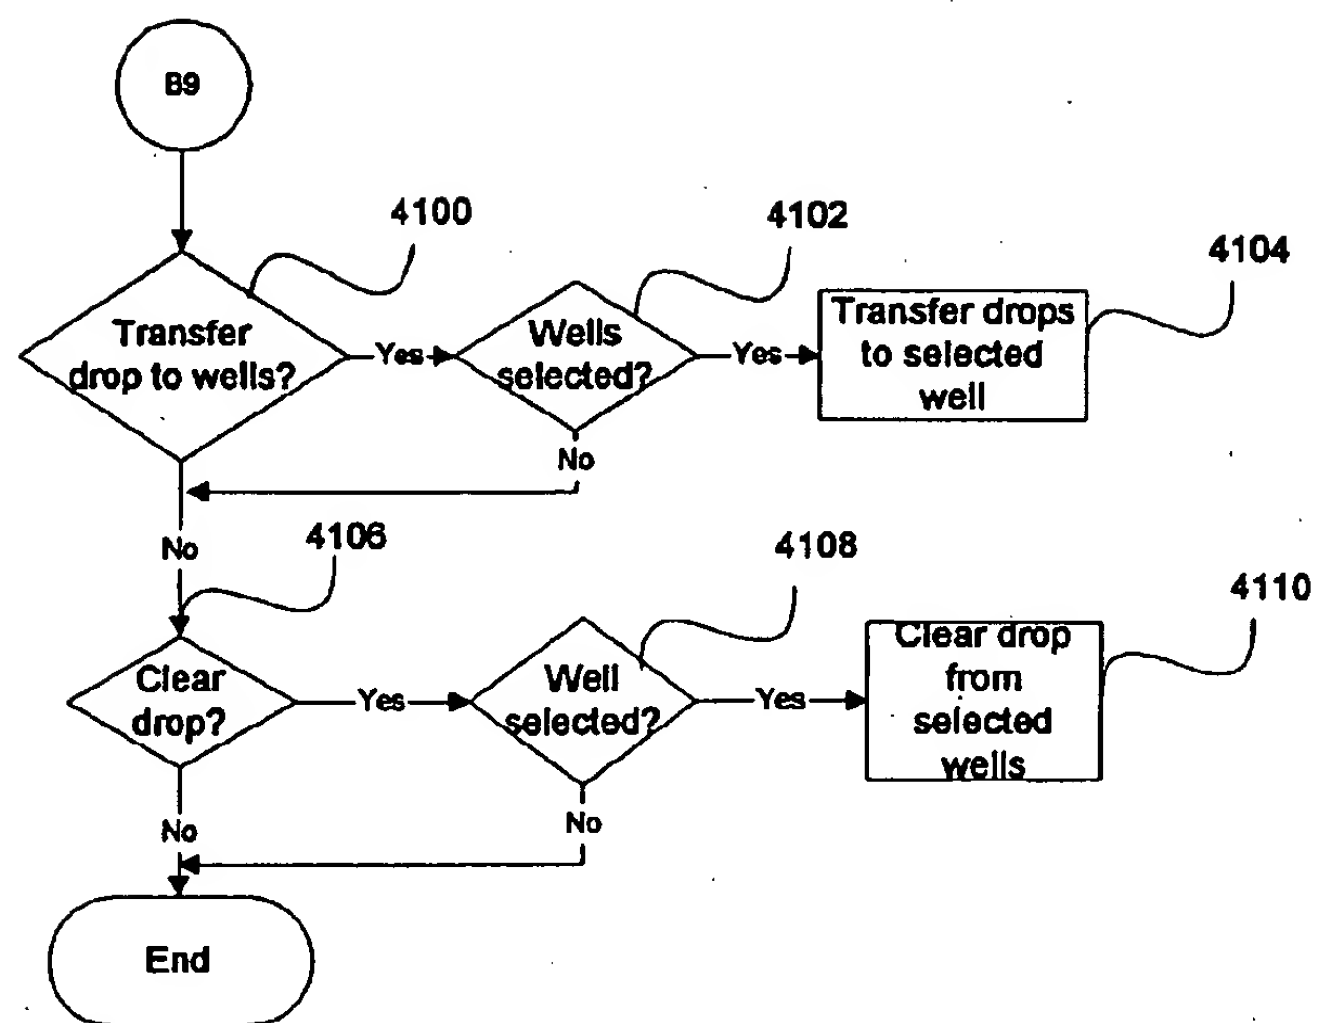 B9
4100
4102
4104
Transfer
drop to wells?
Yes
Wells
selected?
Yes
Transfer drops
to selected
well
No
No
4106
4108
4110
Clear
drop?
Yes
Well
selected?
Yes
Clear drop
from
selected
wells
No
No
End